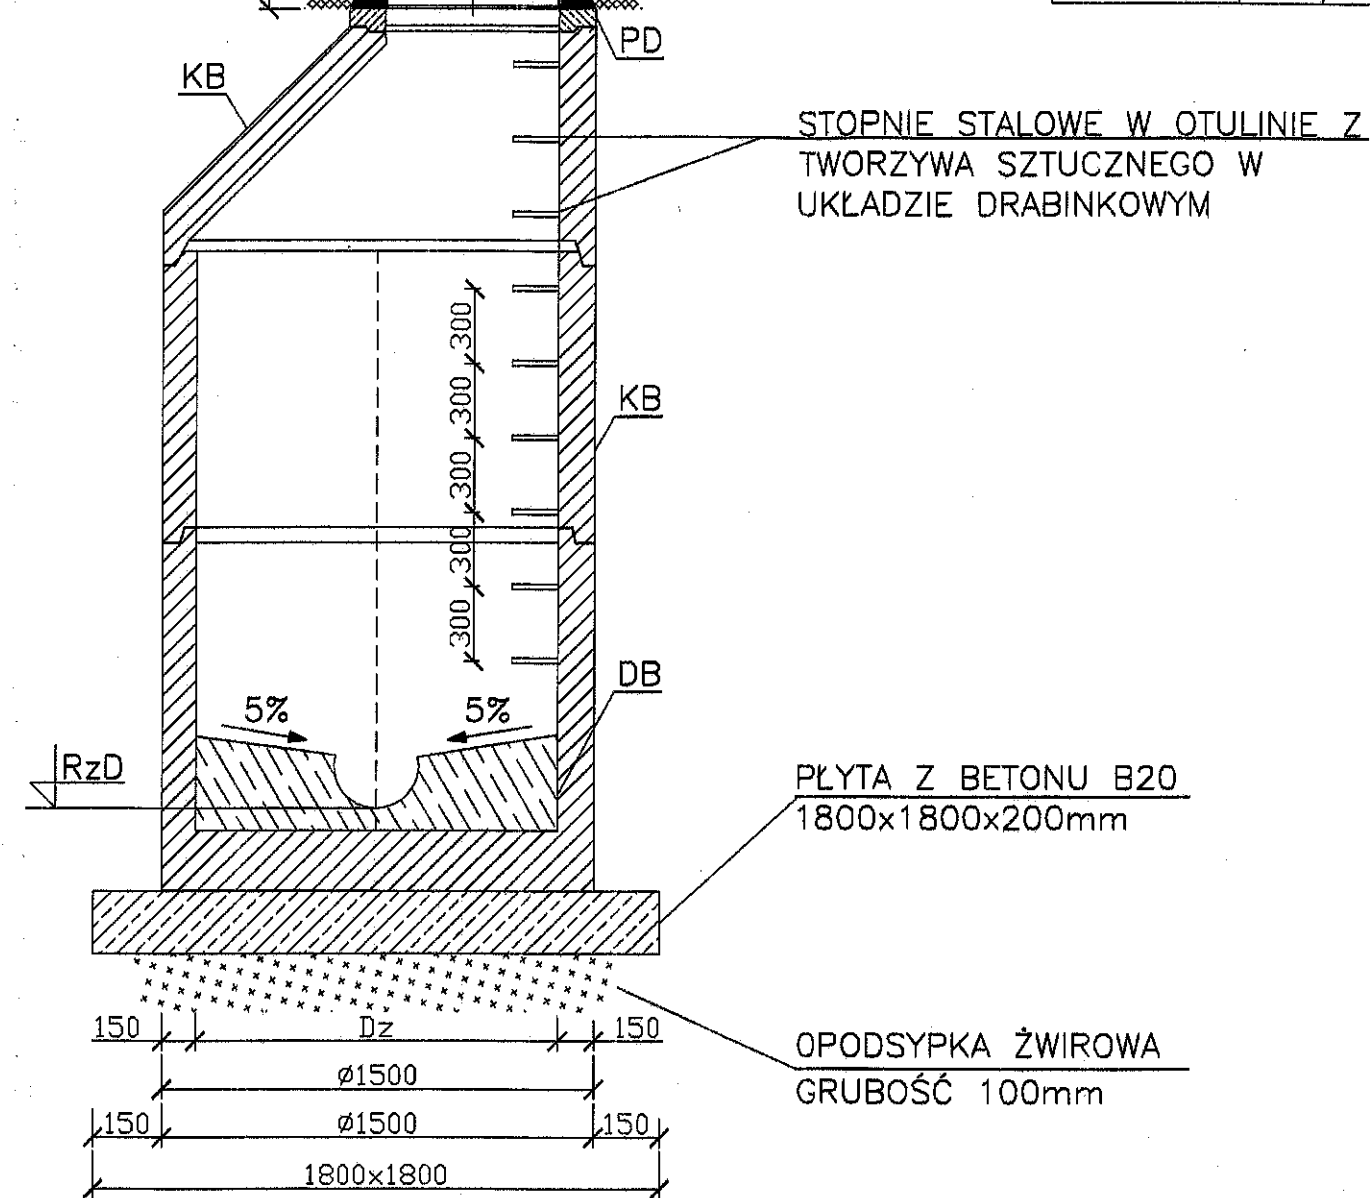 PD
KB
STOPNIE STALOWE W OTULINIE Z
TWORZYWA SZTUCZNEGO W
UKŁADZIE DRABINKOWYM
300
300
KB
300
300
300
DB
5%
5%
RzD
PŁYTA Z BETONU B20
1800x1800x200mm
150
Dz
150
OPODSYPKA ŻWIROWA
ø1500
GRUBOŚĆ 100mm
150
ø1500
150
1800x1800